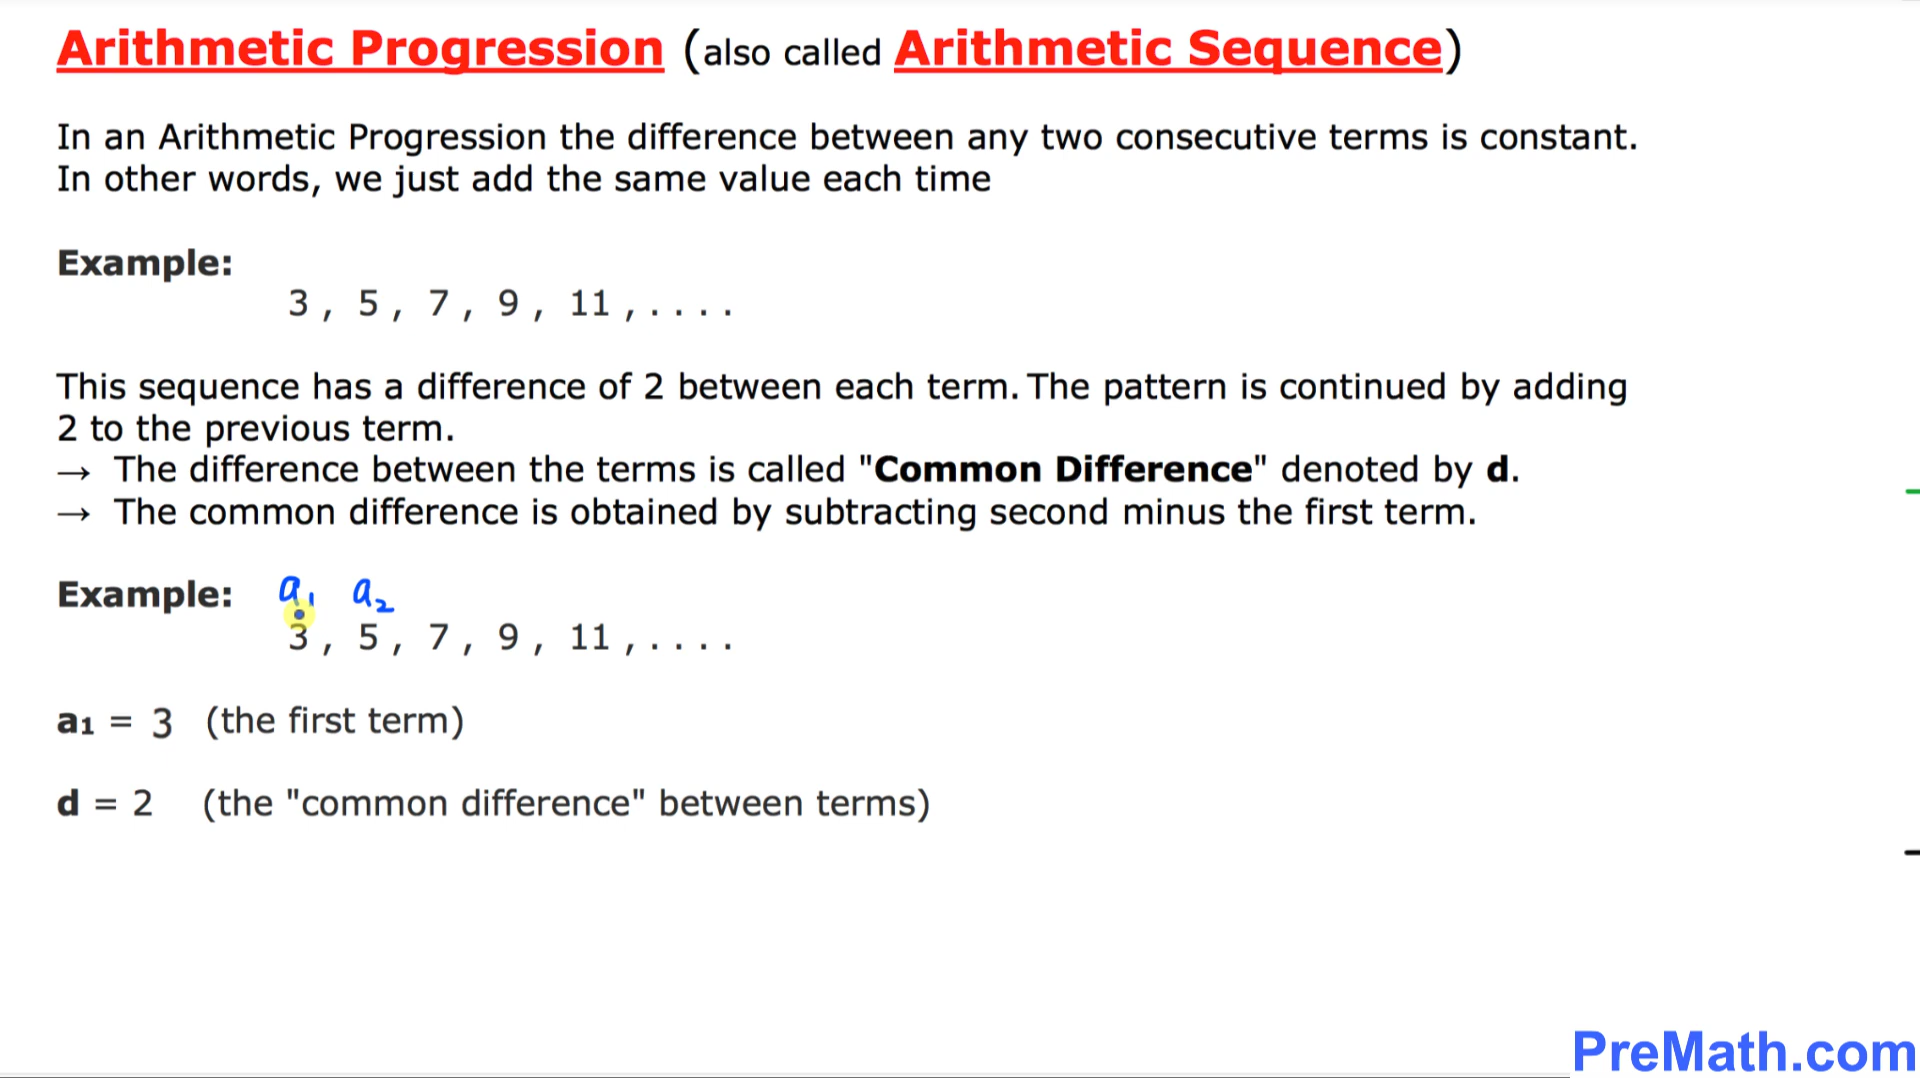 Arithmetic Progression (also called Arithmetic Sequence)
In an Arithmetic Progression the difference between any two consecutive terms is constant.
In other words, we just add the same value each time
Example:
3 , 5 , 7 , 9 , 11 , . . . .
This sequence has a difference of 2 between each term. The pattern is continued by adding
2 to the previous term.
→ The difference between the terms is called "Common Difference" denoted by d.
→ The common difference is obtained by subtracting second minus the first term.
Example: a₁ a₂
3 , 5 , 7 , 9 , 11 , . . . .
a₁ = 3 (the first term)
d = 2 (the "common difference" between terms)
PreMath.com